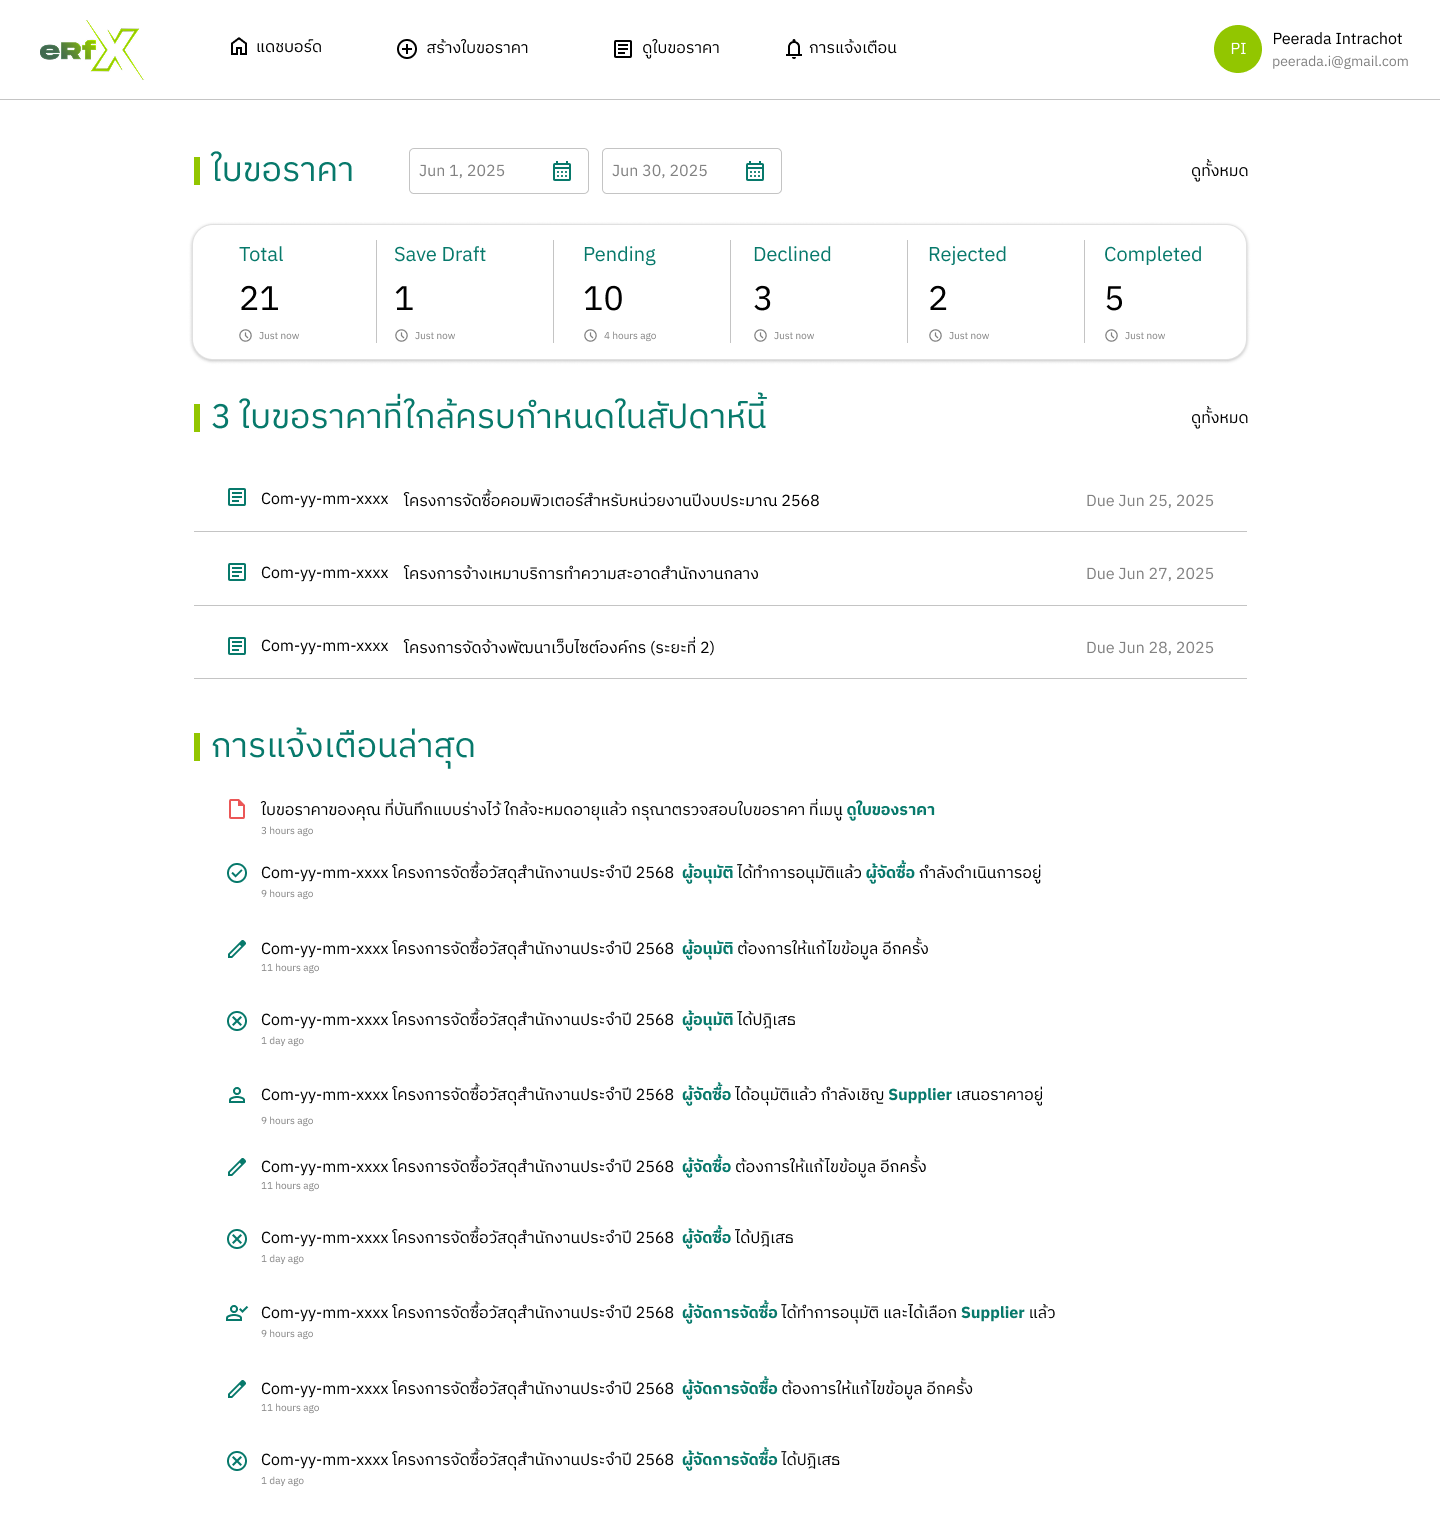 eRfX
แดชบอร์ด
สร้างใบขอราคา
ดูใบขอราคา
การแจ้งเตือน
PI
Peerada Intrachot
peerada.i@gmail.com
ใบขอราคา
Jun 1, 2025
Jun 30, 2025
ดูทั้งหมด
Total
Save Draft
Pending
Declined
Rejected
Completed
21
1
10
3
2
5
Just now
Just now
4 hours ago
Just now
Just now
Just now
3 ใบขอราคาที่ใกล้ครบกำหนดในสัปดาห์นี้
ดูทั้งหมด
Com-yy-mm-xxxx โครงการจัดซื้อคอมพิวเตอร์สำหรับหน่วยงานปีงบประมาณ 2568 Due Jun 25, 2025
Com-yy-mm-xxxx โครงการจ้างเหมาบริการทำความสะอาดสำนักงานกลาง Due Jun 27, 2025
Com-yy-mm-xxxx โครงการจัดจ้างพัฒนาเว็บไซต์องค์กร (ระยะที่ 2) Due Jun 28, 2025
การแจ้งเตือนล่าสุด
ใบขอราคาของคุณ ที่บันทึกแบบร่างไว้ ใกล้จะหมดอายุแล้ว กรุณาตรวจสอบใบขอราคา ที่เมนู ดูใบของราคา
3 hours ago
Com-yy-mm-xxxx โครงการจัดซื้อวัสดุสำนักงานประจำปี 2568 ผู้อนุมัติ ได้ทำการอนุมัติแล้ว ผู้จัดซื้อ กำลังดำเนินการอยู่
9 hours ago
Com-yy-mm-xxxx โครงการจัดซื้อวัสดุสำนักงานประจำปี 2568 ผู้อนุมัติ ต้องการให้แก้ไขข้อมูล อีกครั้ง
11 hours ago
Com-yy-mm-xxxx โครงการจัดซื้อวัสดุสำนักงานประจำปี 2568 ผู้อนุมัติ ได้ปฎิเสธ
1 day ago
Com-yy-mm-xxxx โครงการจัดซื้อวัสดุสำนักงานประจำปี 2568 ผู้จัดซื้อ ได้อนุมัติแล้ว กำลังเชิญ Supplier เสนอราคาอยู่
9 hours ago
Com-yy-mm-xxxx โครงการจัดซื้อวัสดุสำนักงานประจำปี 2568 ผู้จัดซื้อ ต้องการให้แก้ไขข้อมูล อีกครั้ง
11 hours ago
Com-yy-mm-xxxx โครงการจัดซื้อวัสดุสำนักงานประจำปี 2568 ผู้จัดซื้อ ได้ปฎิเสธ
1 day ago
Com-yy-mm-xxxx โครงการจัดซื้อวัสดุสำนักงานประจำปี 2568 ผู้จัดการจัดซื้อ ได้ทำการอนุมัติ และได้เลือก Supplier แล้ว
9 hours ago
Com-yy-mm-xxxx โครงการจัดซื้อวัสดุสำนักงานประจำปี 2568 ผู้จัดการจัดซื้อ ต้องการให้แก้ไขข้อมูล อีกครั้ง
11 hours ago
Com-yy-mm-xxxx โครงการจัดซื้อวัสดุสำนักงานประจำปี 2568 ผู้จัดการจัดซื้อ ได้ปฎิเสธ
1 day ago